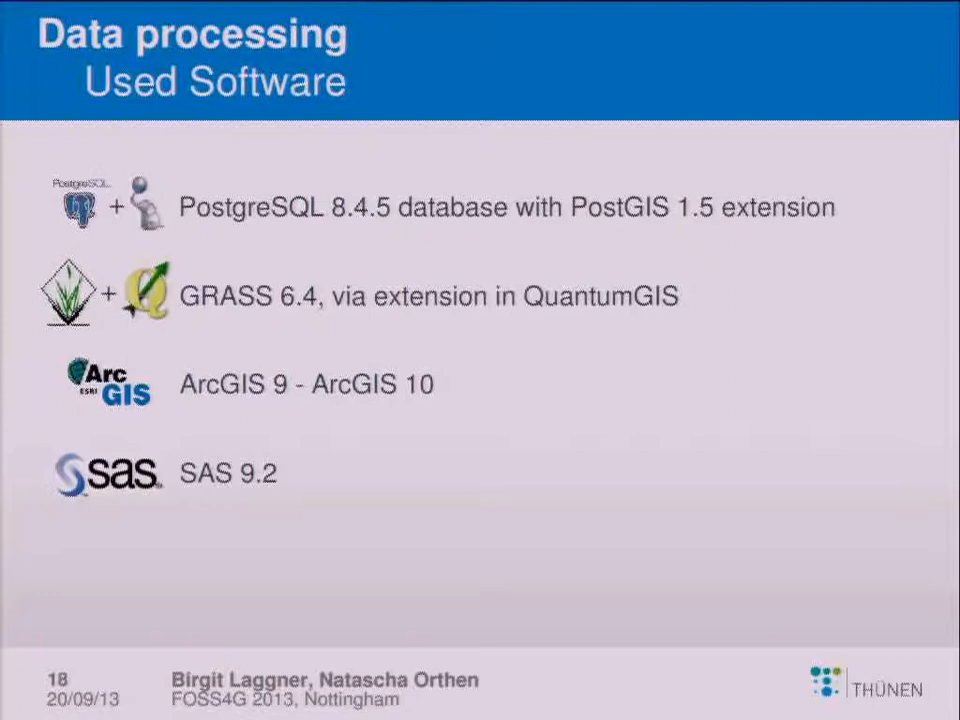 Data processing
Used Software
PostgreSQL
+
PostgreSQL 8.4.5 database with PostGIS 1.5 extension
+
GRASS 6.4, via extension in QuantumGIS
Arc
ESRI GIS
ArcGIS 9 - ArcGIS 10
sas
SAS 9.2
18
Birgit Laggner, Natascha Orthen
20/09/13
FOSS4G 2013, Nottingham
THÜNEN